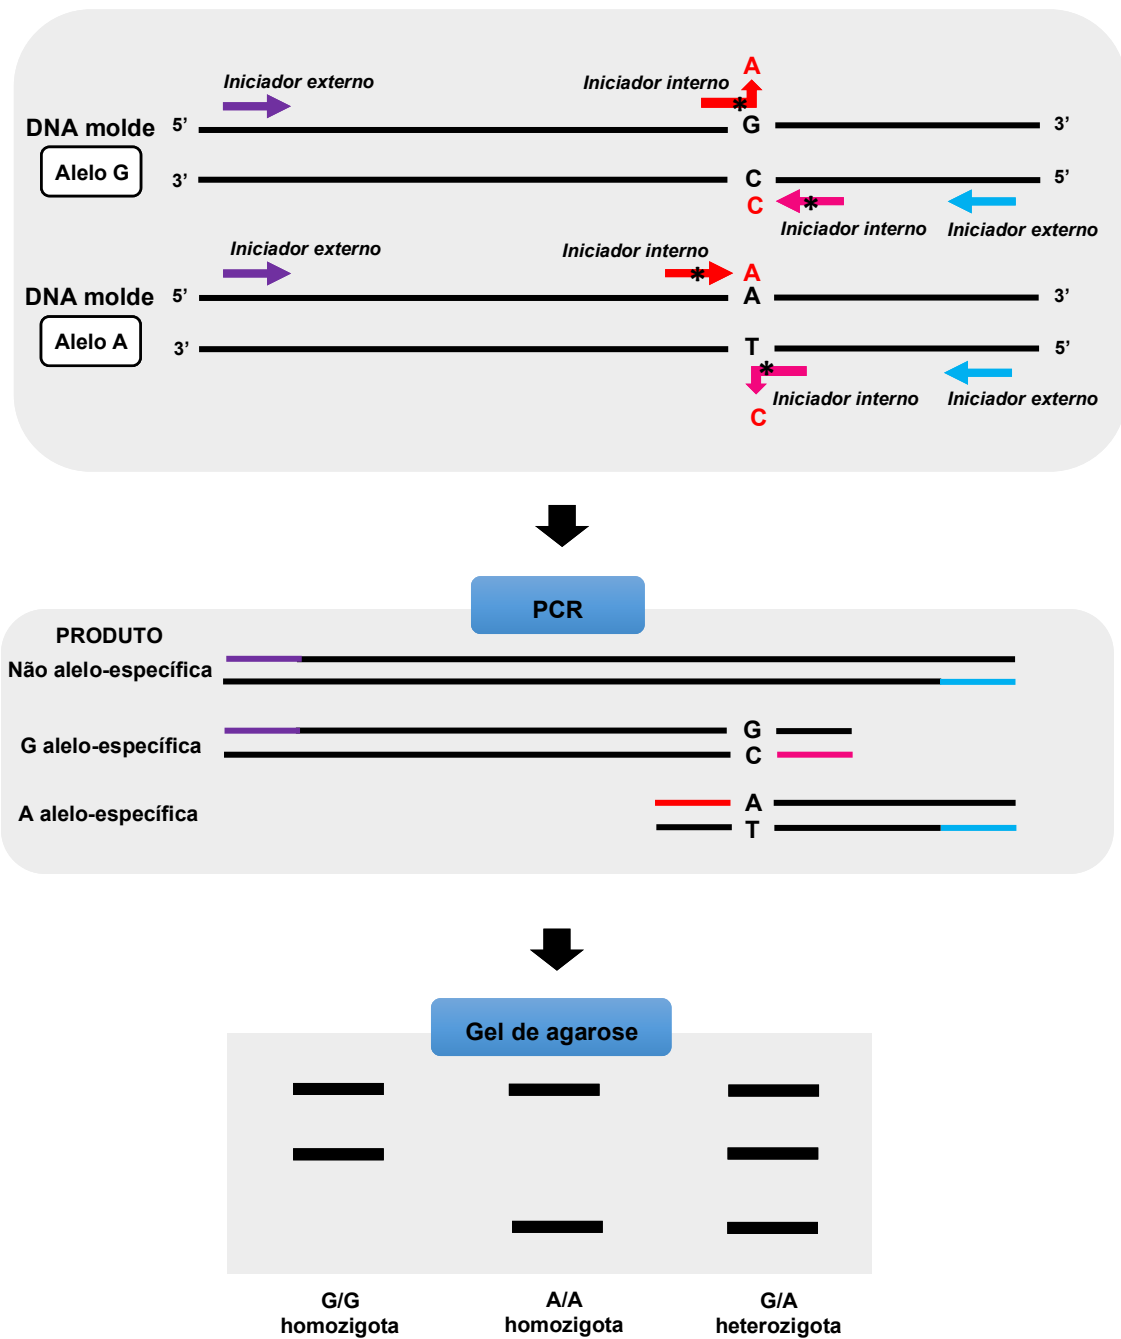 A
Iniciador externo
Iniciador interno
*
DNA molde 5’ G 3’
Alelo G
3’ C 5’
C
*
Iniciador interno Iniciador externo
Iniciador externo
Iniciador interno
* A
DNA molde 5’ A 3’
Alelo A
3’ T 5’
*
Iniciador interno Iniciador externo
C
PCR
PRODUTO
Não alelo-específica
G alelo-específica
G
C
A alelo-específica
A
T
Gel de agarose
G/G
homozigota
A/A
homozigota
G/A
heterozigota